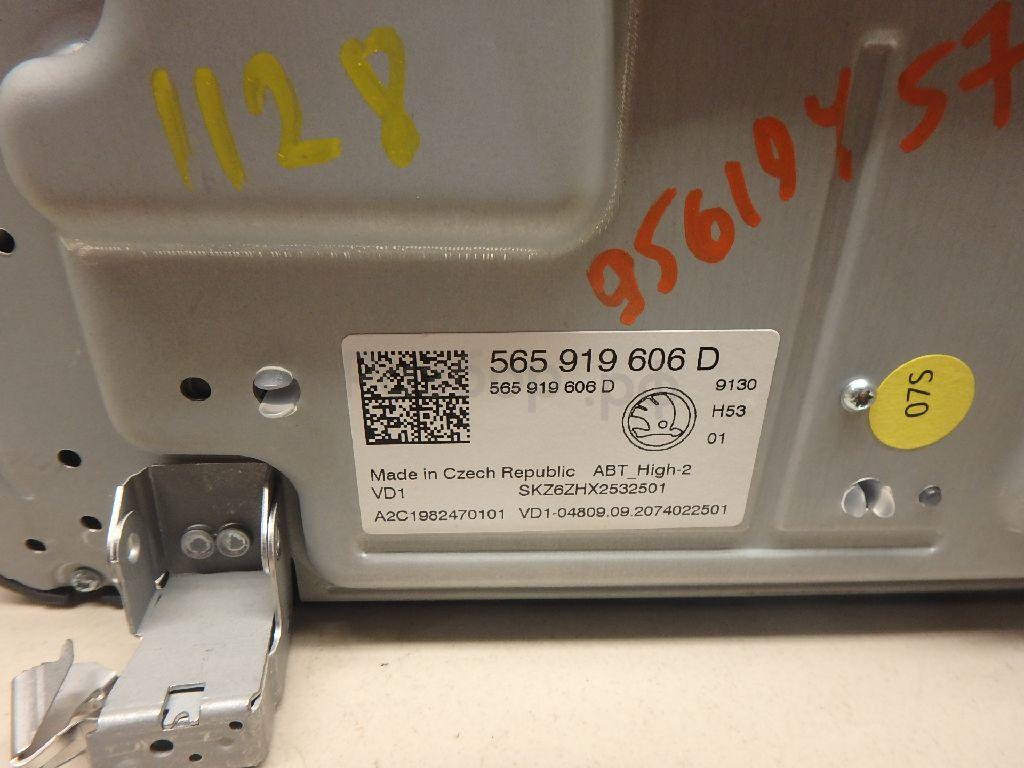 1128
95619Y57
565 919 606 D
565 919 606 D
9130
H53
01
Made in Czech Republic ABT_High-2
VD1 SKZ6ZHX2532501
A2C1982470101 VD1-04809.09.2074022501
07S